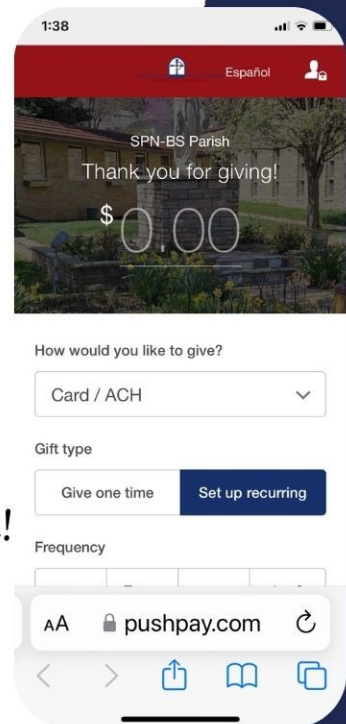 1:38
Español
SPN-BS Parish
Thank you for giving!
$0.00
How would you like to give?
Card / ACH
Gift type
Give one time
Set up recurring
!
Frequency
AA
pushpay.com